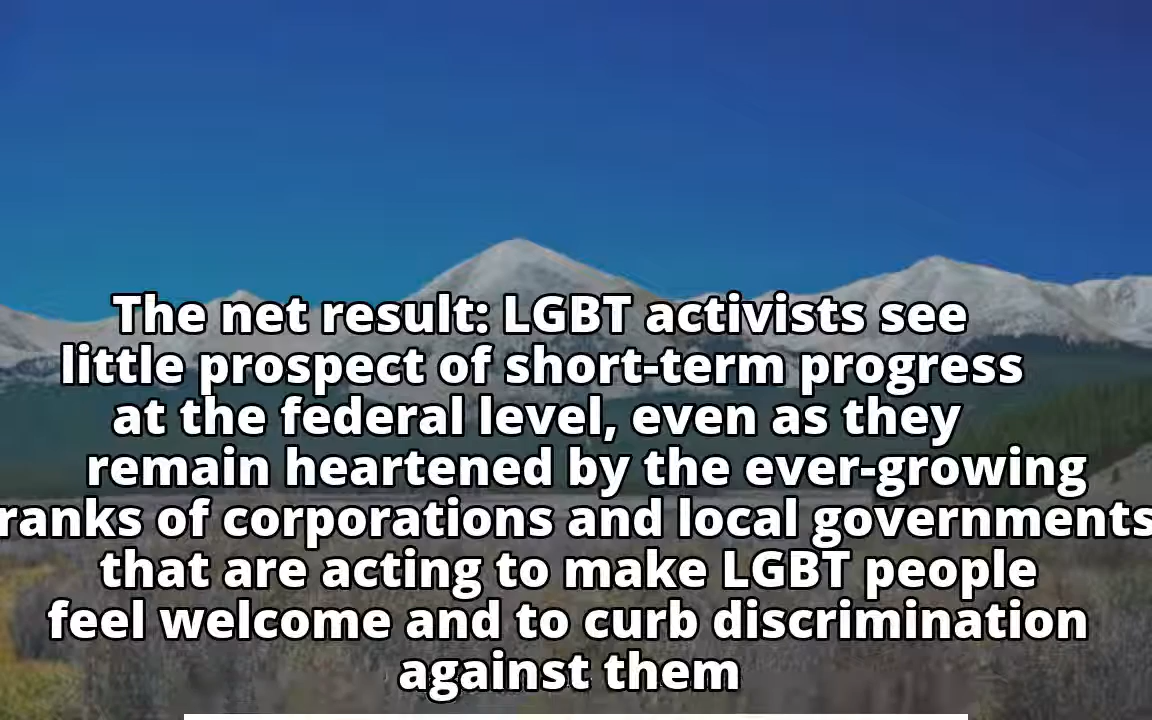 The net result: LGBT activists see
little prospect of short-term progress
at the federal level, even as they
remain heartened by the ever-growing
ranks of corporations and local governments
that are acting to make LGBT people
feel welcome and to curb discrimination
against them